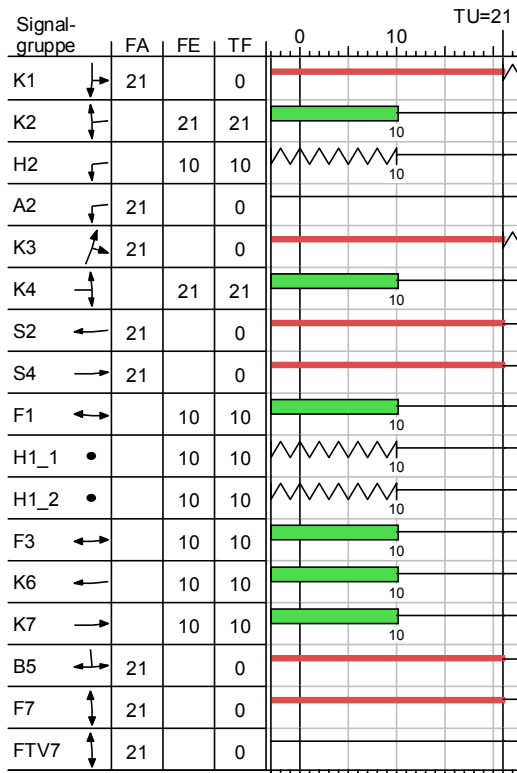 TU=21
Signal-
gruppe FA FE TF 0 10
K1 21 0
K2 21 21 10
H2 10 10 10
A2 21 0
K3 21 0
K4 21 21 10
S2 21 0
S4 21 0
F1 10 10 10
H1_1 10 10 10
H1_2 10 10 10
F3 10 10 10
K6 10 10 10
K7 10 10 10
B5 21 0
F7 21 0
FTV7 21 0